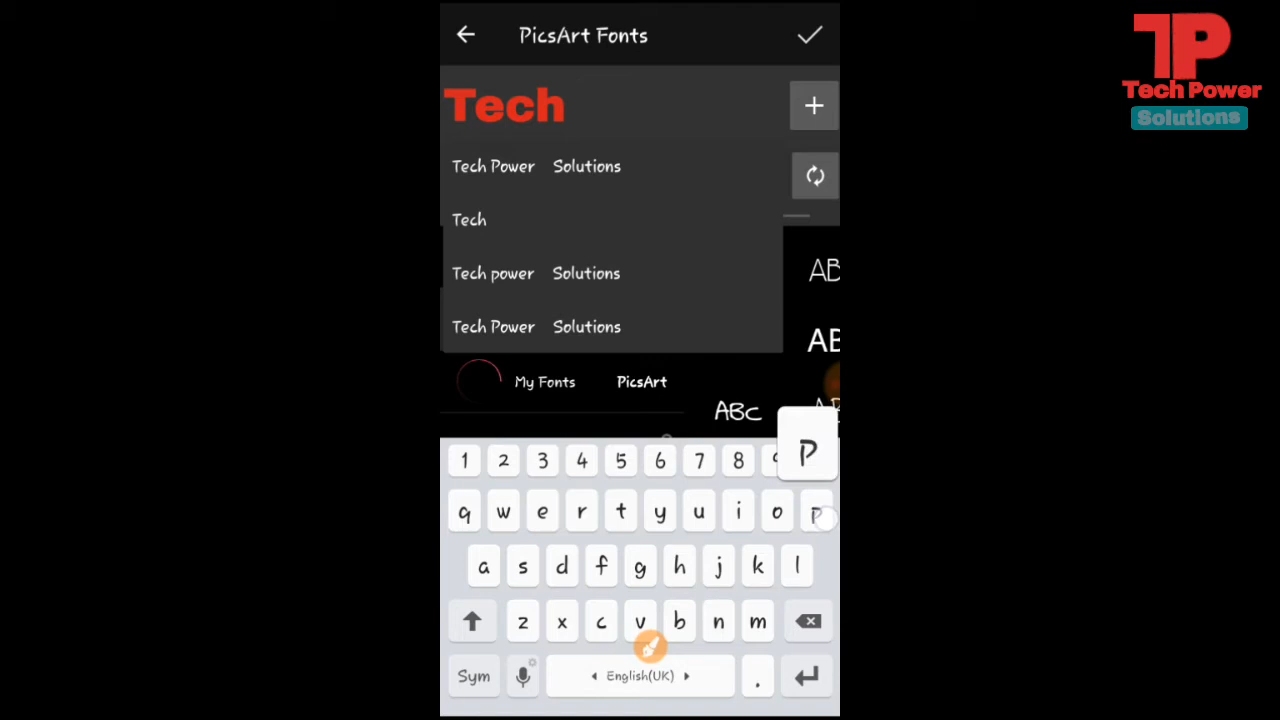 PicsArt Fonts
TP
Tech Power
Solutions
Tech
+
Tech Power Solutions
Tech
Tech power Solutions
Tech Power Solutions
AB
AB
My Fonts PicsArt
ABC
p
1 2 3 4 5 6 7 8
q w e r t y u i o p
a s d f g h j k l
z x c v b n m
Sym English(UK) .